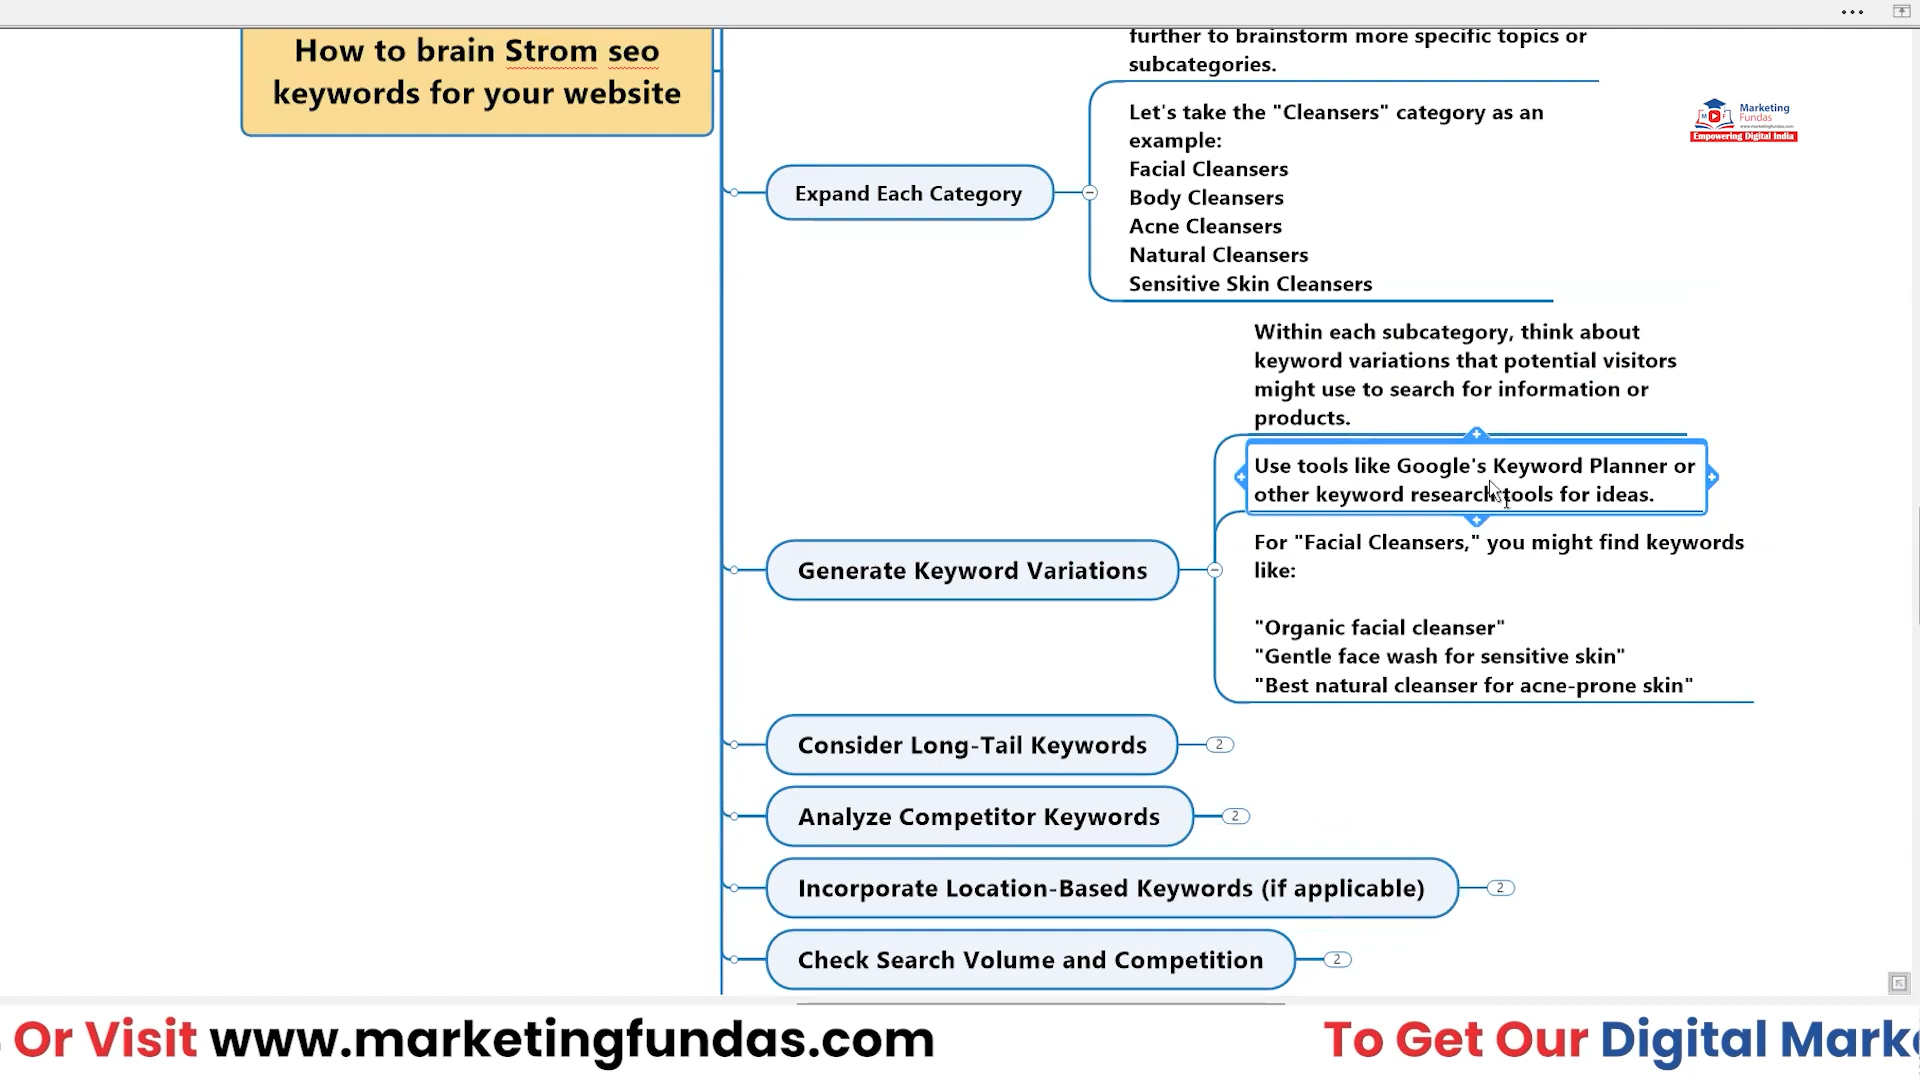 How to brain Strom seo
keywords for your website
further to brainstorm more specific topics or
subcategories.
Let's take the "Cleansers" category as an
example:
Facial Cleansers
Body Cleansers
Acne Cleansers
Natural Cleansers
Sensitive Skin Cleansers
Expand Each Category
Marketing
Fundas
www.marketingfundas.com
Empowering Digital India
Within each subcategory, think about
keyword variations that potential visitors
might use to search for information or
products.
Use tools like Google's Keyword Planner or
other keyword research tools for ideas.
For "Facial Cleansers," you might find keywords
like:
"Organic facial cleanser"
"Gentle face wash for sensitive skin"
"Best natural cleanser for acne-prone skin"
Generate Keyword Variations
Consider Long-Tail Keywords
2
Analyze Competitor Keywords
2
Incorporate Location-Based Keywords (if applicable)
2
Check Search Volume and Competition
2
Or Visit www.marketingfundas.com To Get Our Digital Mark